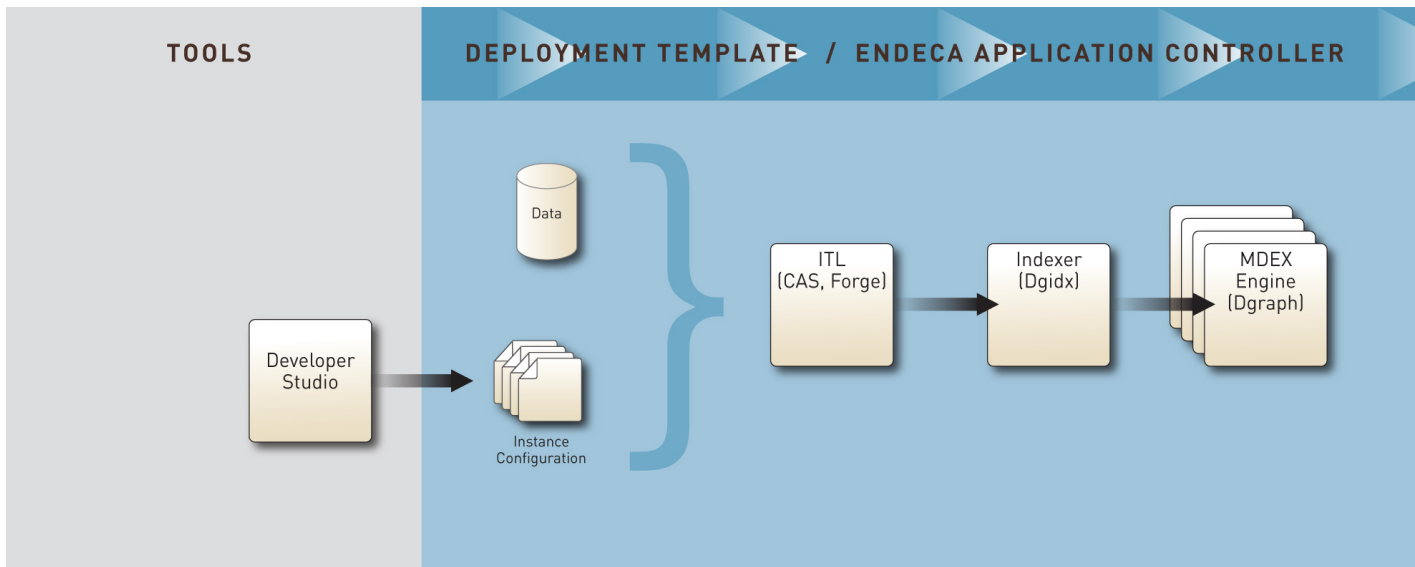 TOOLS
DEPLOYMENT TEMPLATE / ENDECA APPLICATION CONTROLLER
Data
Developer
Studio
Instance
Configuration
ITL
(CAS, Forge)
Indexer
(Dgidx)
MDEX
Engine
(Dgraph)